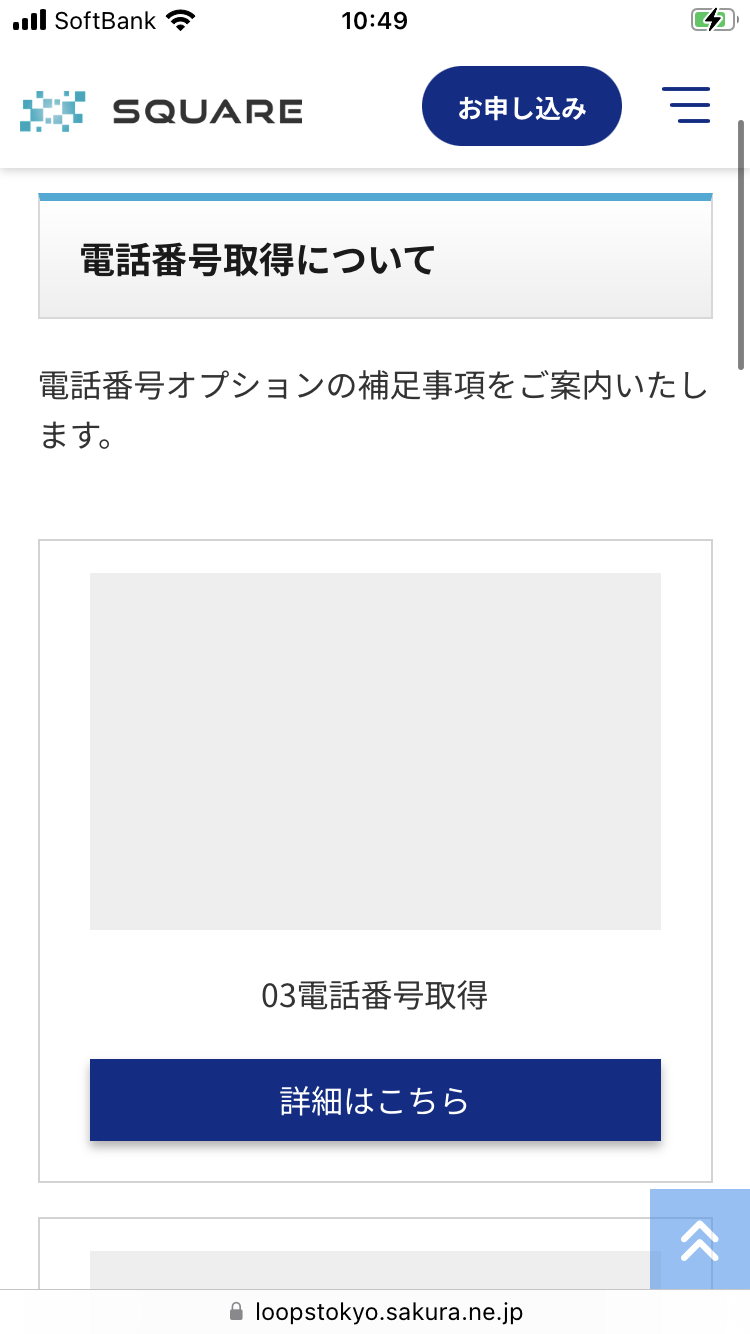 SoftBank 10:49
SQUARE お申し込み
電話番号取得について
電話番号オプションの補足事項をご案内いたし
ます。
03電話番号取得
詳細はこちら
loopstokyo.sakura.ne.jp